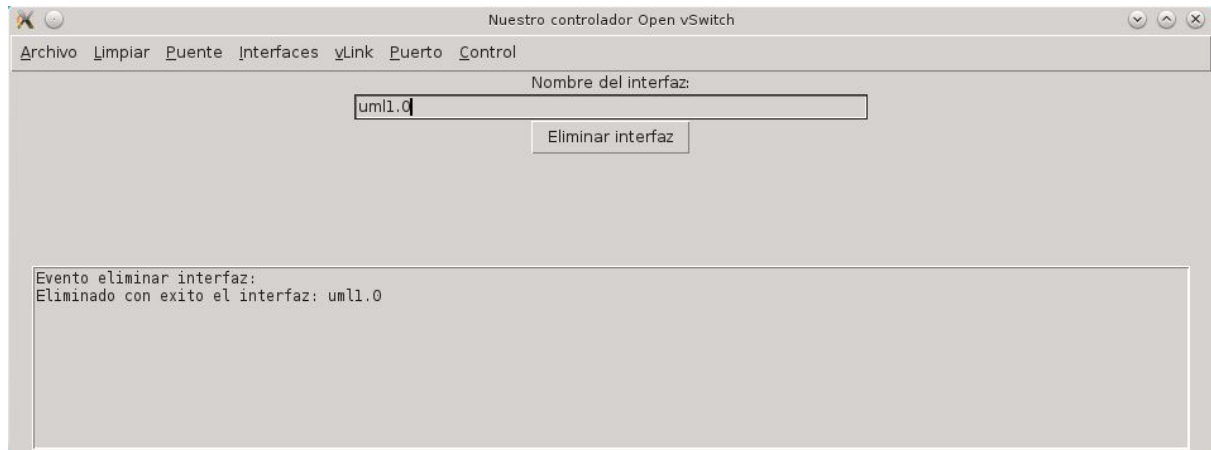 Nuestro controlador Open vSwitch
Archivo Limpiar Puente Interfaces vLink Puerto Control
Nombre del interfaz:
uml1.0
Eliminar interfaz
Evento eliminar interfaz:
Eliminado con exito el interfaz: uml1.0